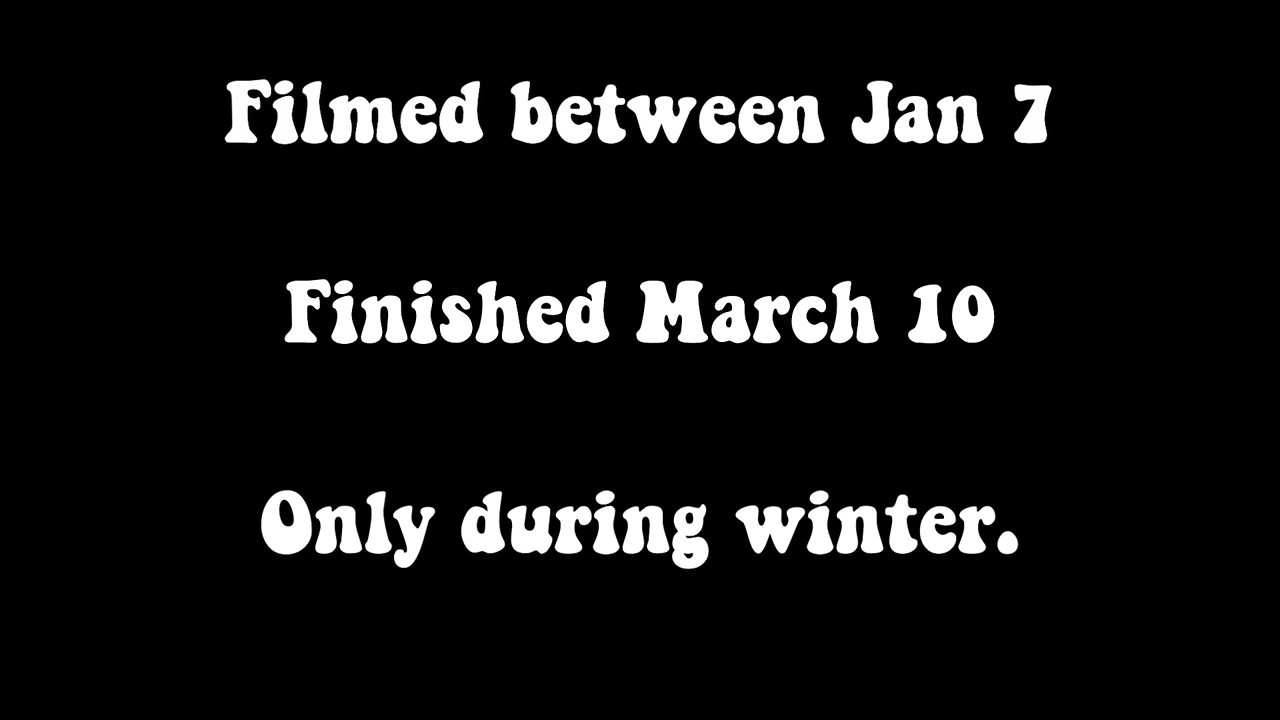 Filmed between Jan 7
Finished March 10
Only during winter.